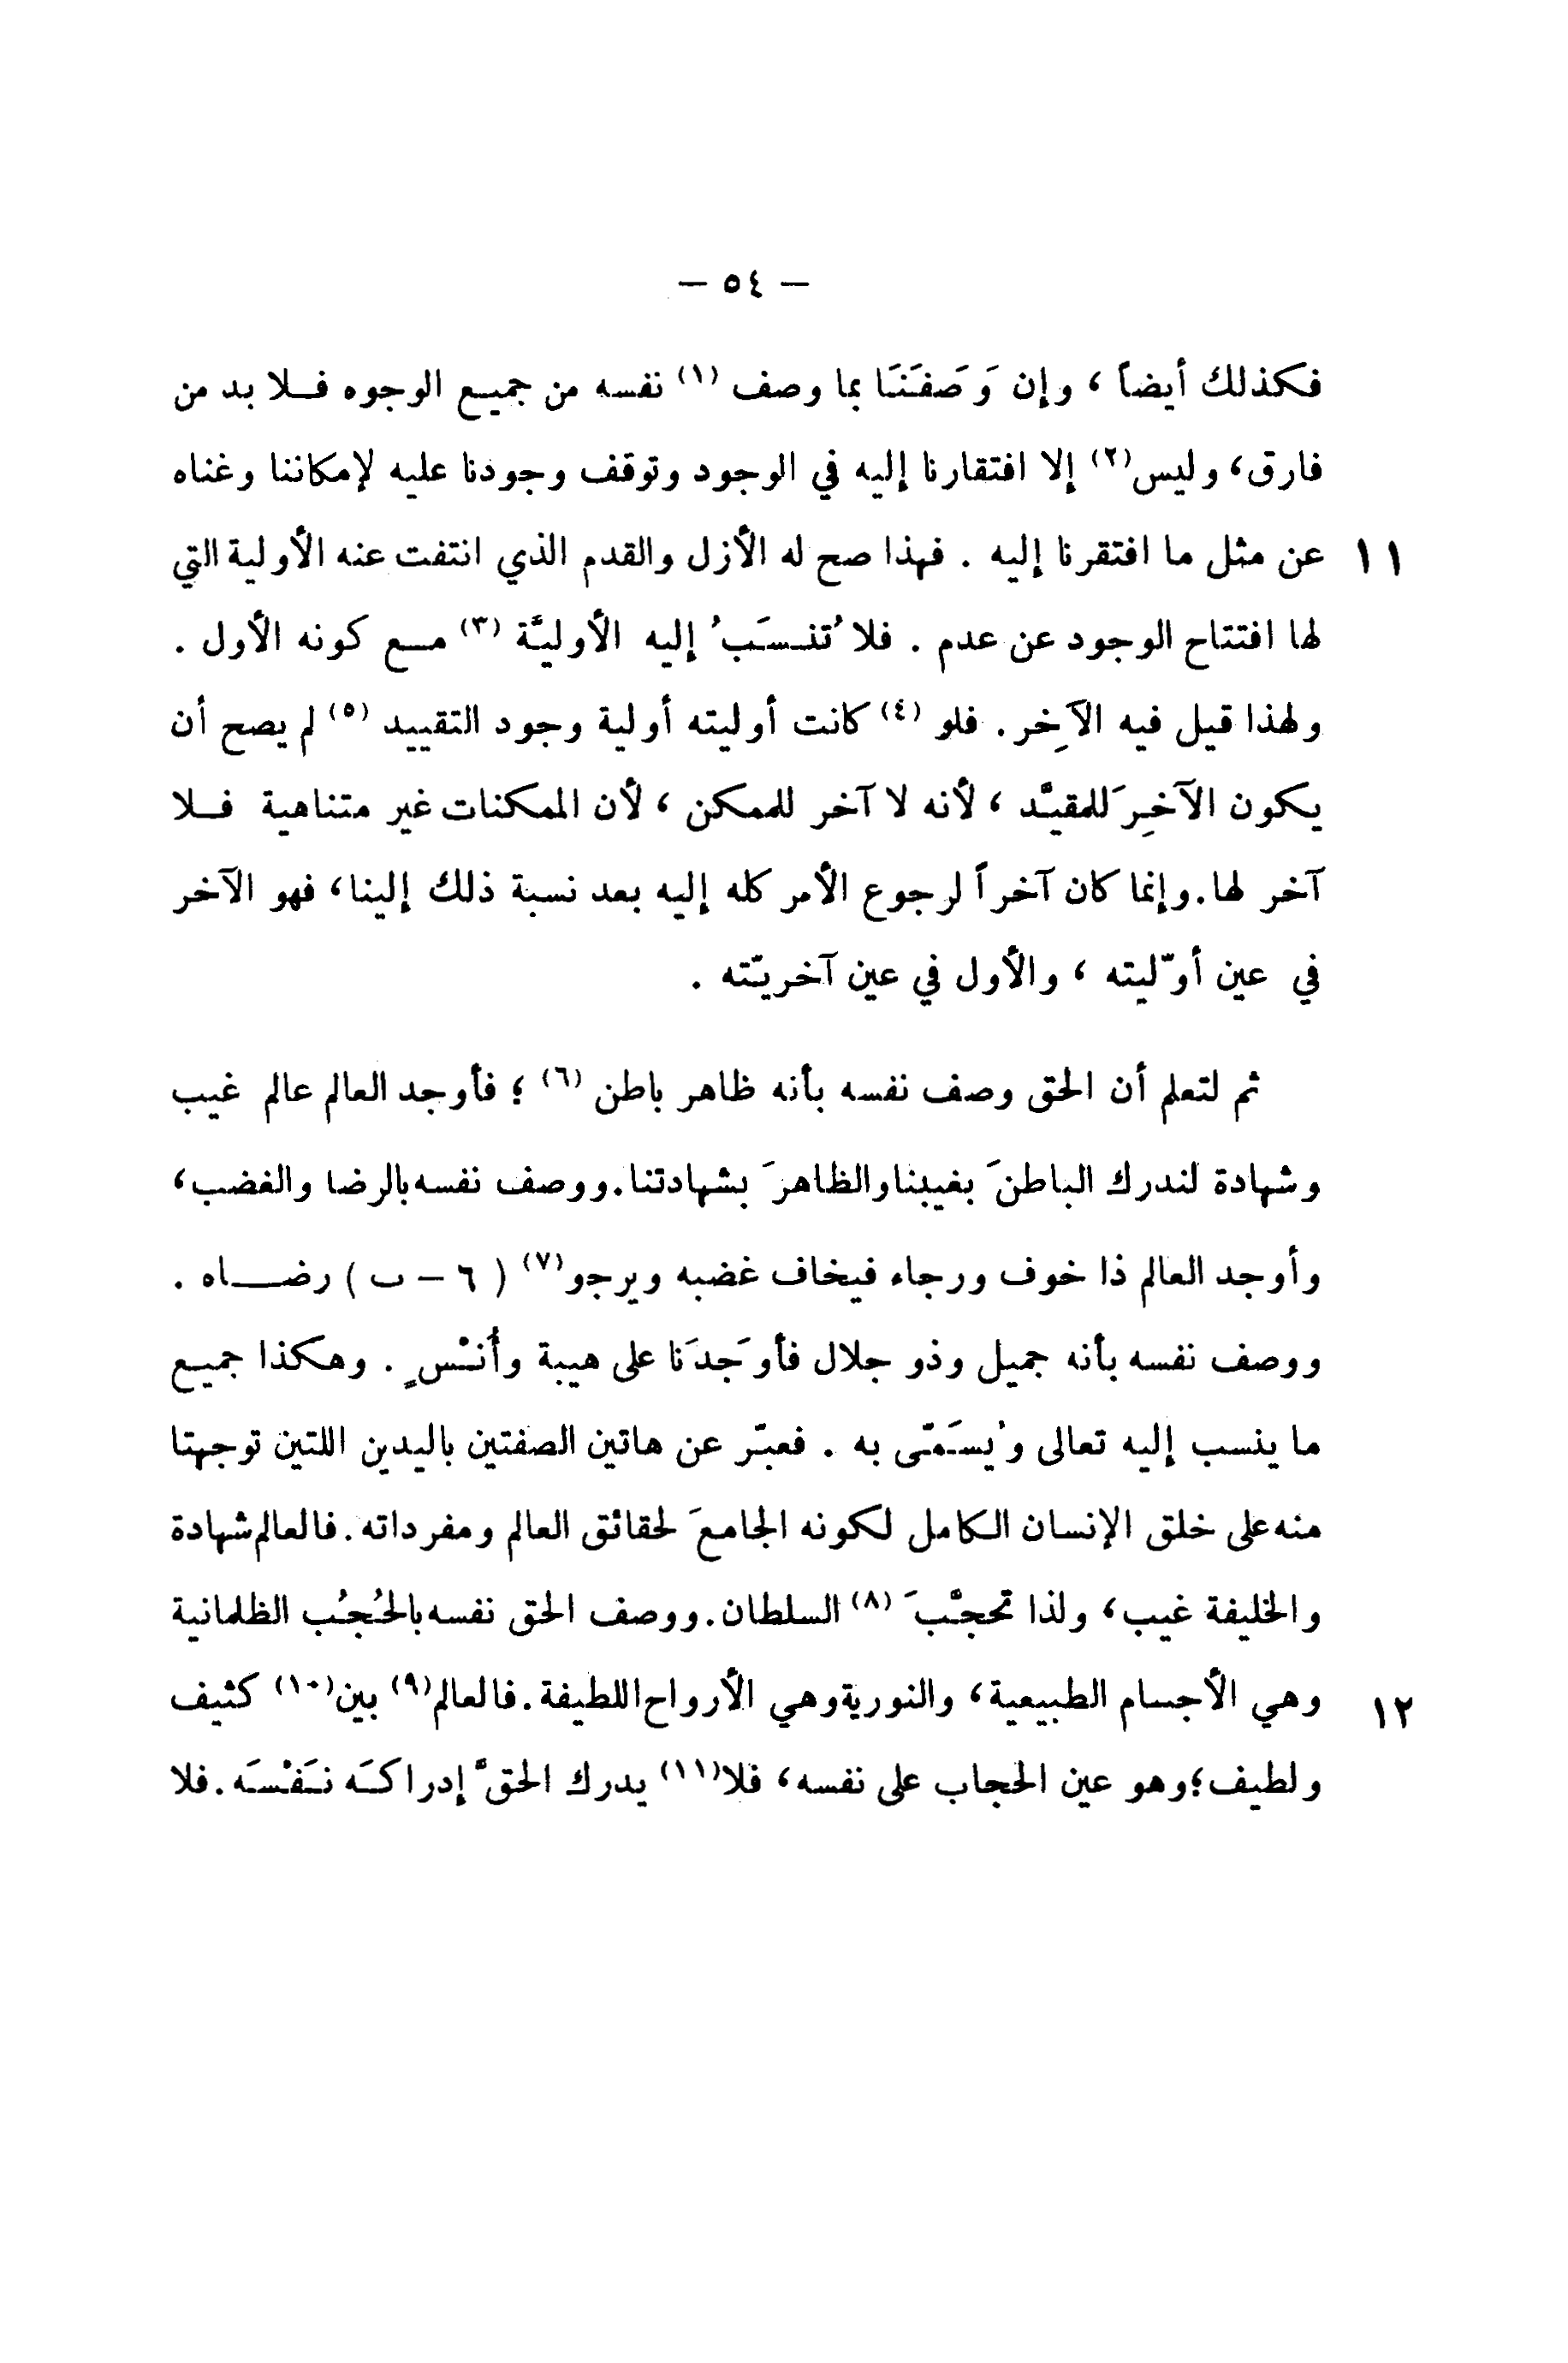 — ٥٤ —
فكذلك أيضاً ، وإن وَصَفَنَا بما وصف (١) نفسه من جميع الوجوه فلا بد من
فارق، وليس(٢) إلا افتقارنا إليه في الوجود وتوقف وجودنا عليه لإمكاننا وغناه
١١ عن مثل ما افتقرنا إليه . فبهذا صح له الأزل والقدم الذي انتفت عنه الأولية التي
لها افتتاح الوجود عن عدم . فلا تُنسَبُ إليه الأوليَّة (٣) مع كونه الأول .
ولهذا قيل فيه الآخِر. فلو (٤) كانت أوليته أولية وجود التقييد (٥) لم يصح أن
يكون الآخِرَ للمقيَّد ، لأنه لا آخر للممكن ، لأن الممكنات غير متناهية فلا
آخر لها. وإنما كان آخراً لرجوع الأمر كله إليه بعد نسبة ذلك إلينا، فهو الآخر
في عين أوّليته ، والأول في عين آخريّته .
ثم لتعلم أن الحق وصف نفسه بأنه ظاهر باطن (٦) ؛ فأوجد العالم عالم غيب
وشهادة لندرك الباطنَ بغيبنا والظاهرَ بشهادتنا. ووصف نفسه بالرضا والغضب،
وأوجد العالم ذا خوف ورجاء فيخاف غضبه ويرجو(٧) ( ٦ – ب ) رضاه .
ووصف نفسه بأنه جميل وذو جلال فأوجَدَنا على هيبة وأُنْسٍ . وهكذا جميع
ما ينسب إليه تعالى ويُسَمّى به . فعبّر عن هاتين الصفتين باليدين اللتين توجهتا
منه على خلق الإنسان الكامل لكونه الجامعَ لحقائق العالم ومفرداته. فالعالم شهادة
والخليفة غيب، ولذا تحجَّبَ (٨) السلطان. ووصف الحق نفسه بالحُجُب الظلمانية
١٢ وهي الأجسام الطبيعية، والنورية وهي الأرواح اللطيفة. فالعالم(٩) بين(١٠) كثيف
ولطيف؛ وهو عين الحجاب على نفسه، فلا(١١) يدرك الحقَّ إدراكَه نَفْسَه. فلا